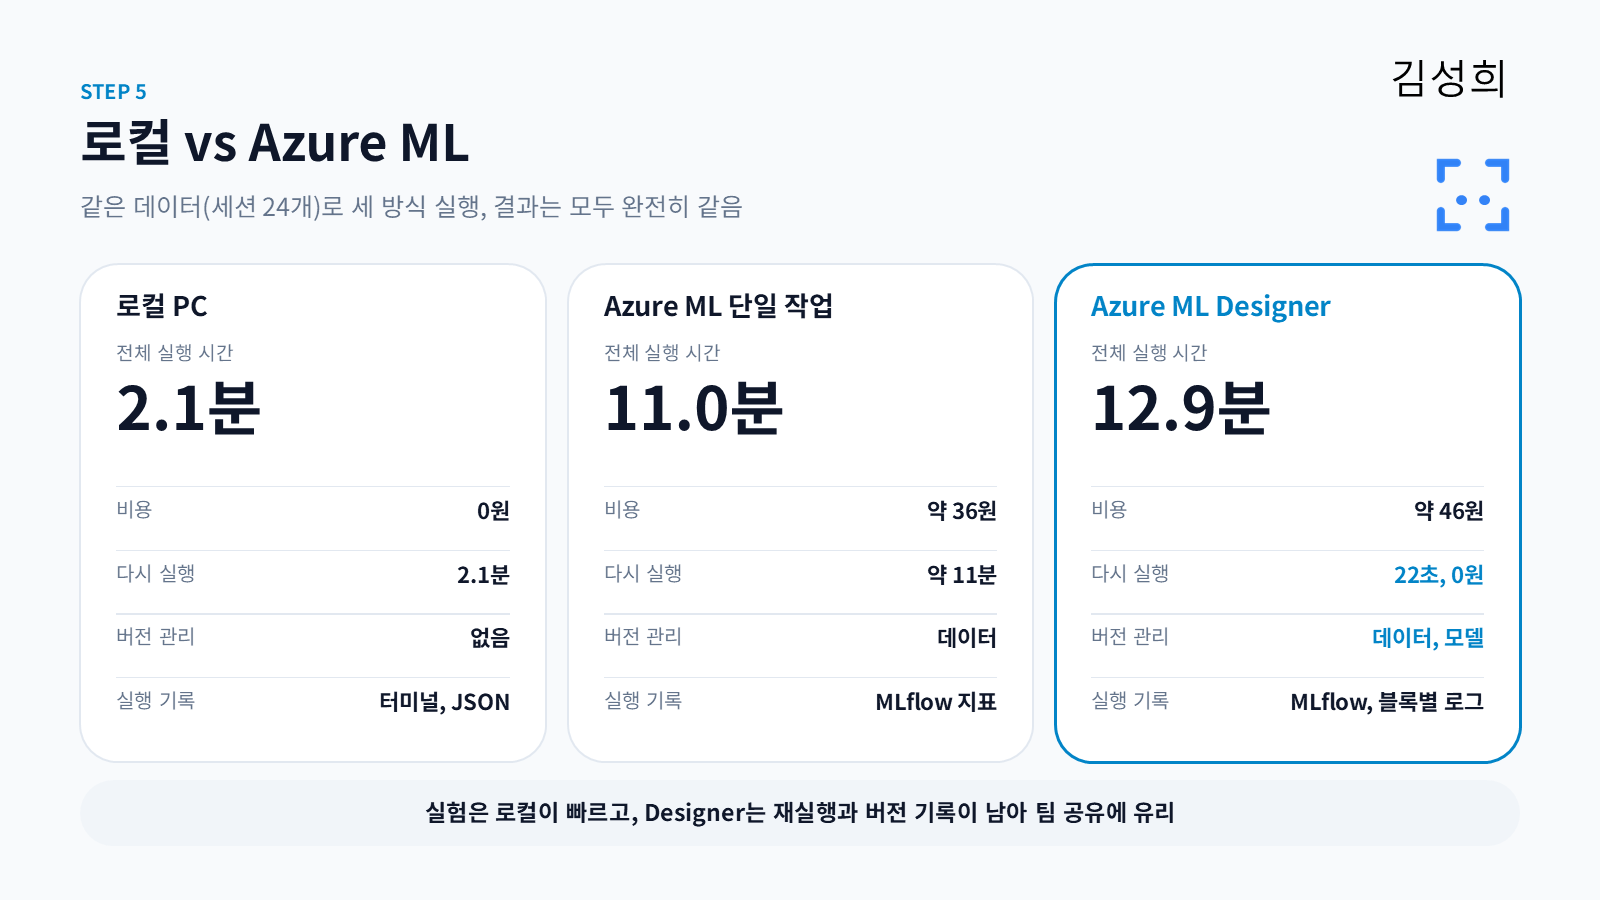 김성희
STEP 5
로컬 vs Azure ML
같은 데이터(세션 24개)로 세 방식 실행, 결과는 모두 완전히 같음
로컬 PC
전체 실행 시간
2.1분
비용 0원
다시 실행 2.1분
버전 관리 없음
실행 기록 터미널, JSON
Azure ML 단일 작업
전체 실행 시간
11.0분
비용 약 36원
다시 실행 약 11분
버전 관리 데이터
실행 기록 MLflow 지표
Azure ML Designer
전체 실행 시간
12.9분
비용 약 46원
다시 실행 22초, 0원
버전 관리 데이터, 모델
실행 기록 MLflow, 블록별 로그
실험은 로컬이 빠르고, Designer는 재실행과 버전 기록이 남아 팀 공유에 유리